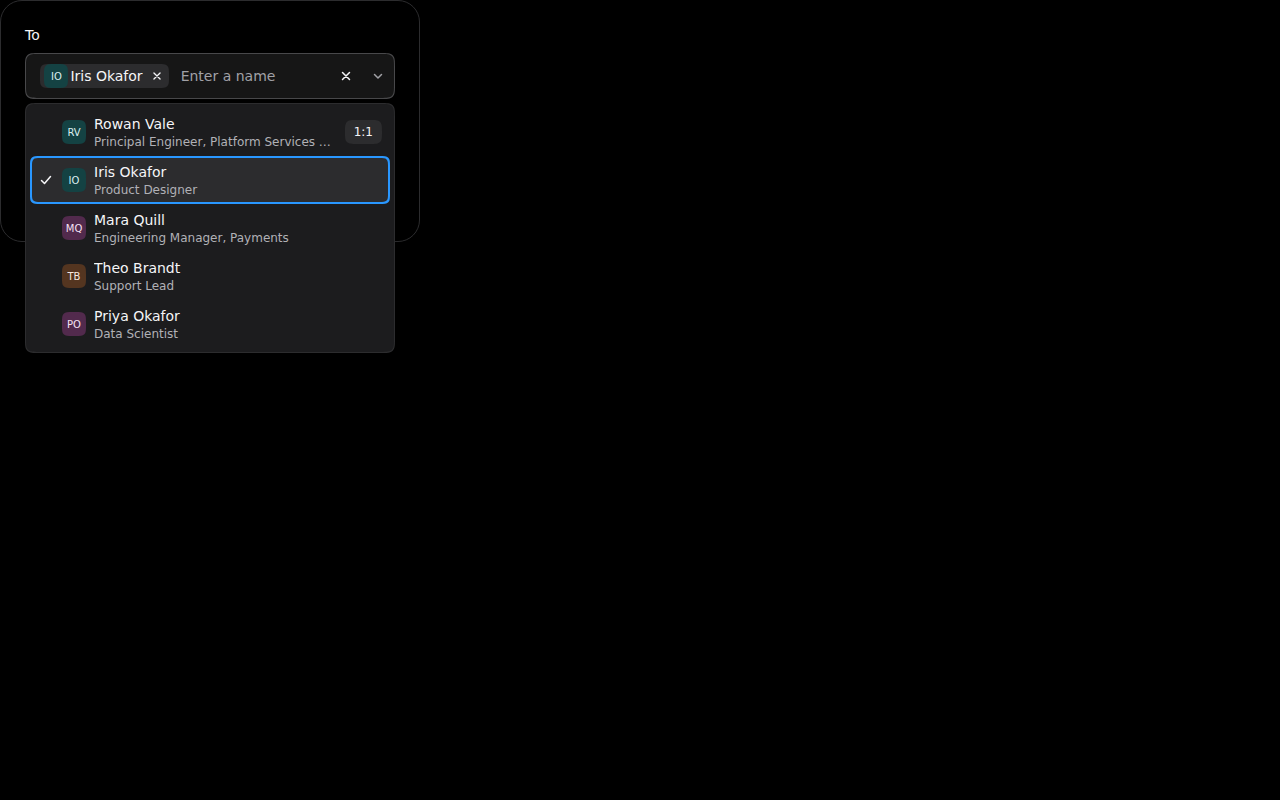 To
IO Iris Okafor Enter a name
RV Rowan Vale
Principal Engineer, Platform Services …
1:1
IO Iris Okafor
Product Designer
MQ Mara Quill
Engineering Manager, Payments
TB Theo Brandt
Support Lead
PO Priya Okafor
Data Scientist